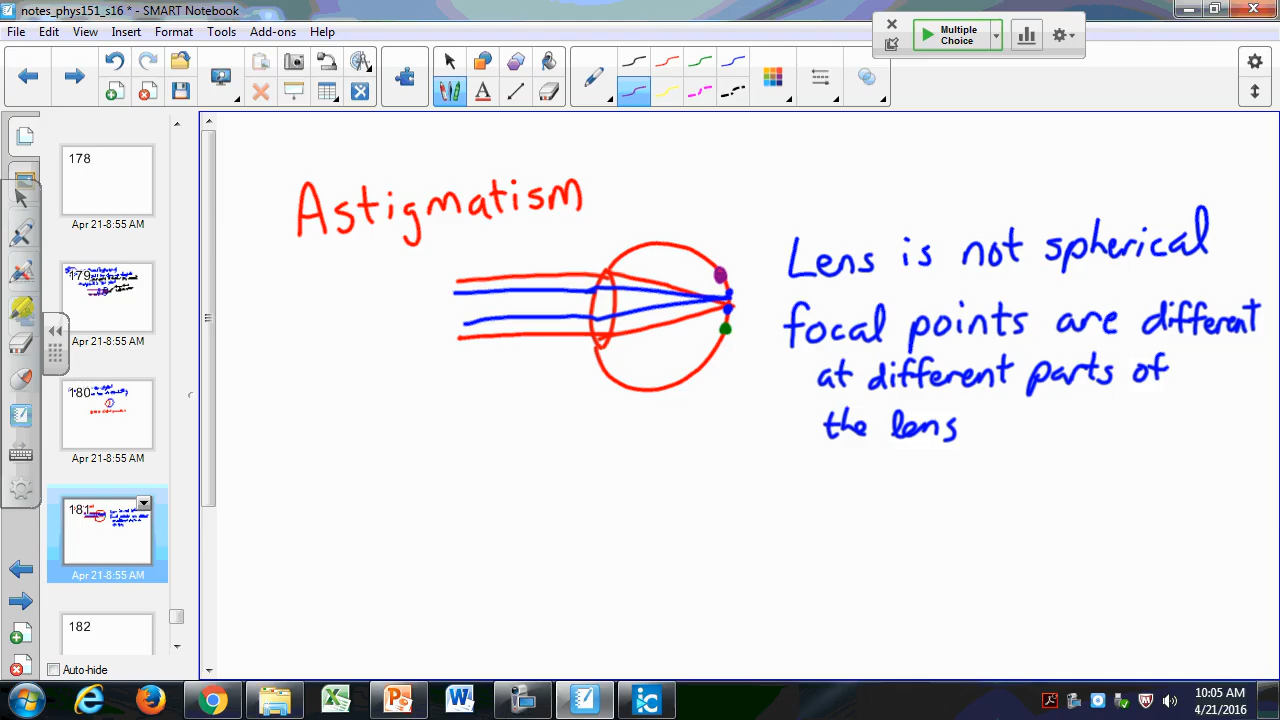 notes_phys151_s16 * - SMART Notebook
File Edit View Insert Format Tools Add-ons Help
Multiple Choice
178
Apr 21-8:55 AM
179
Apr 21-8:55 AM
180
Apr 21-8:55 AM
181
Apr 21-8:55 AM
182
Auto-hide
Astigmatism
Lens is not spherical
focal points are different
at different parts of
the lens
10:05 AM
4/21/2016